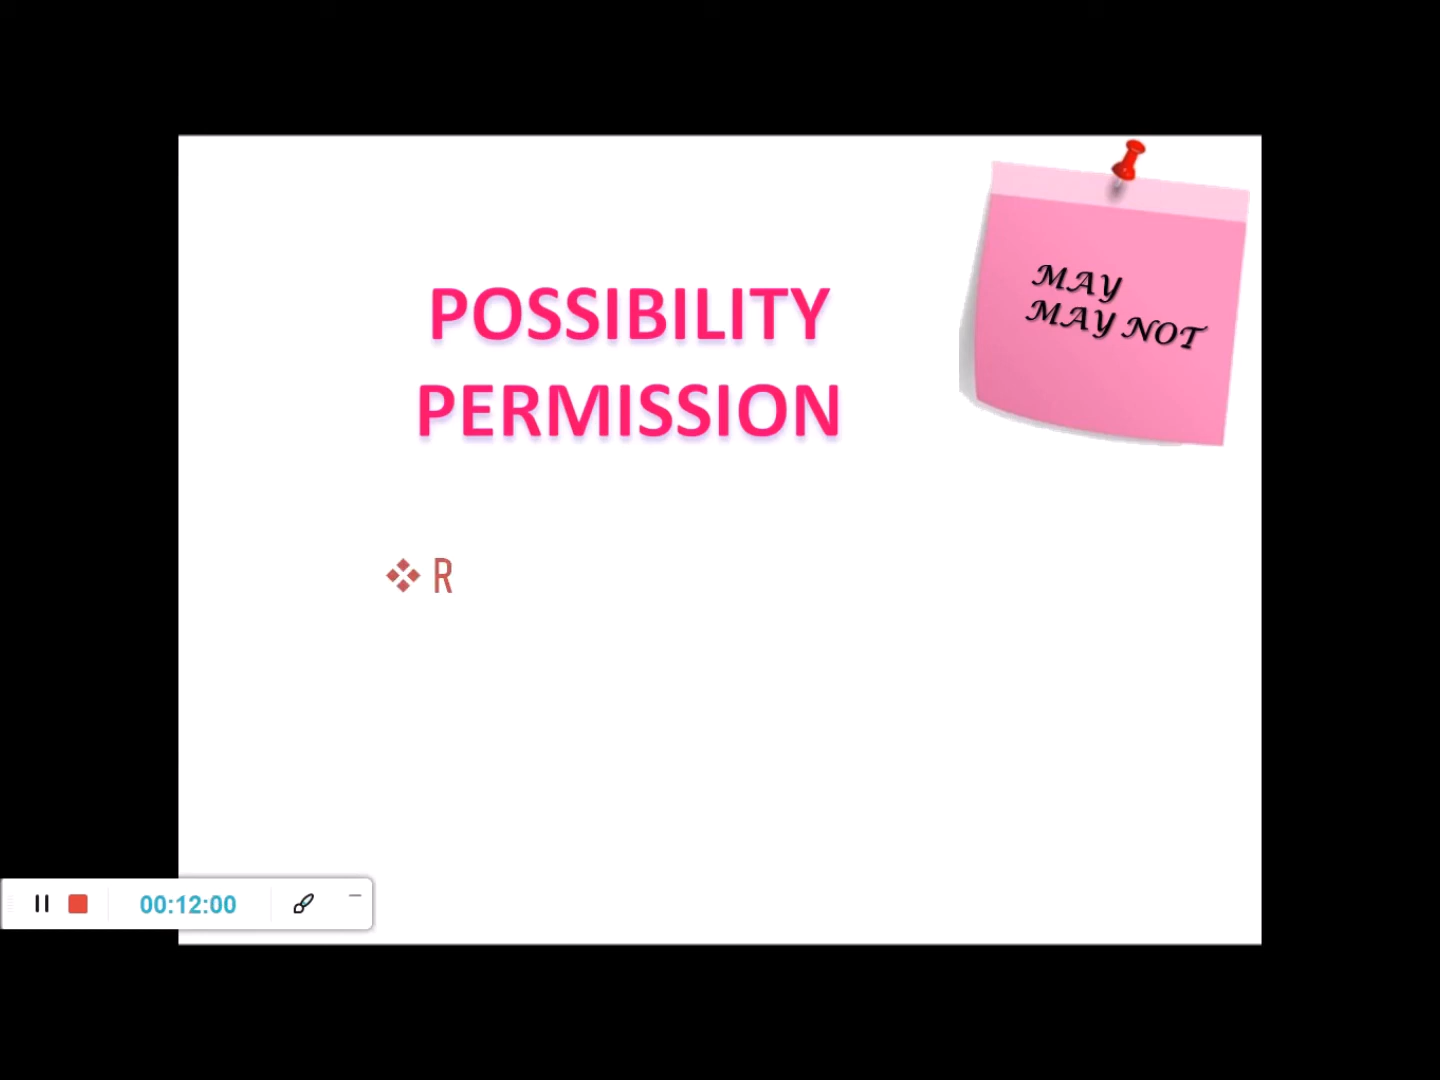 MAY
MAY NOT
POSSIBILITY
PERMISSION
R
00:12:00